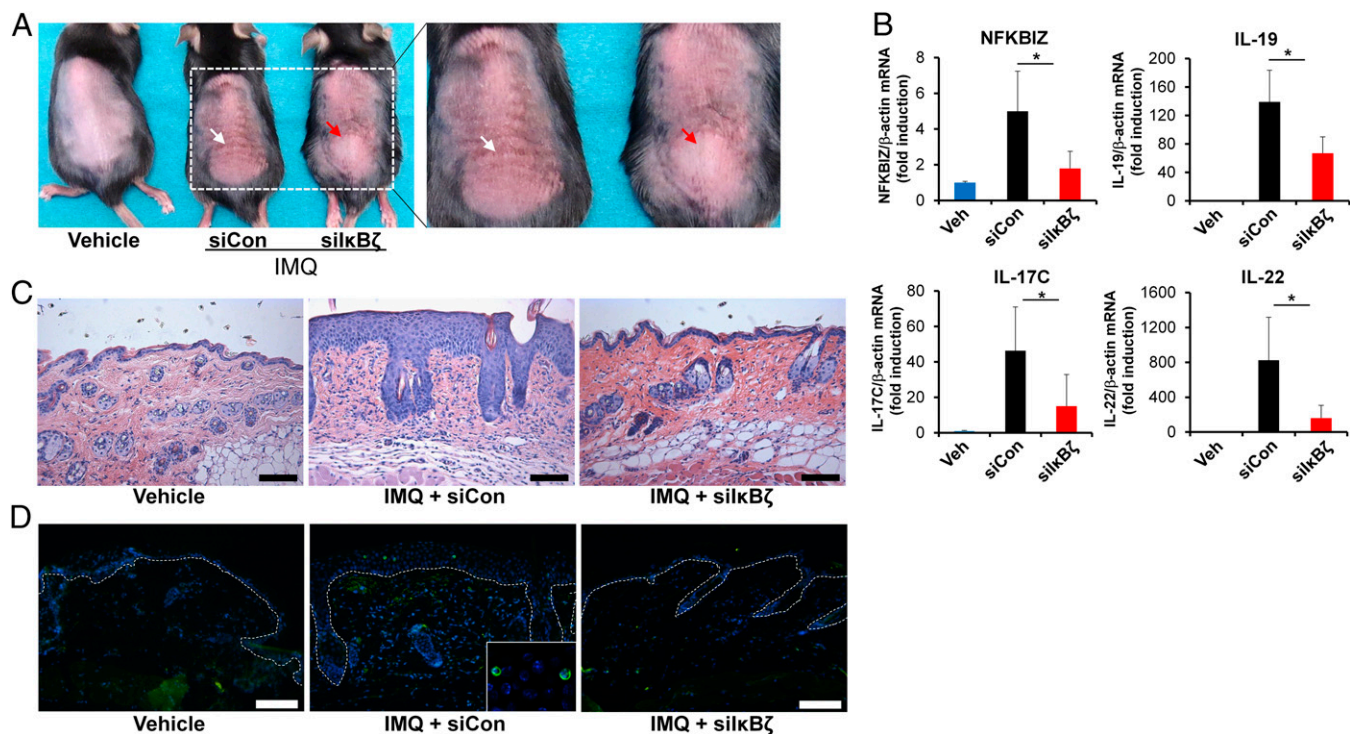 A
Vehicle
siCon
siIκBζ
IMQ
B
NFKBIZ
NFKBIZ/β-actin mRNA
(fold induction)
8
6
4
2
0
*
Veh
siCon
siIκBζ
IL-19
IL-19/β-actin mRNA
(fold induction)
200
160
120
80
40
0
*
Veh
siCon
siIκBζ
IL-17C
IL-17C/β-actin mRNA
(fold induction)
60
40
20
0
*
Veh
siCon
siIκBζ
IL-22
IL-22/β-actin mRNA
(fold induction)
1600
1200
800
400
0
*
Veh
siCon
siIκBζ
C
Vehicle
IMQ + siCon
IMQ + siIκBζ
D
Vehicle
IMQ + siCon
IMQ + siIκBζ